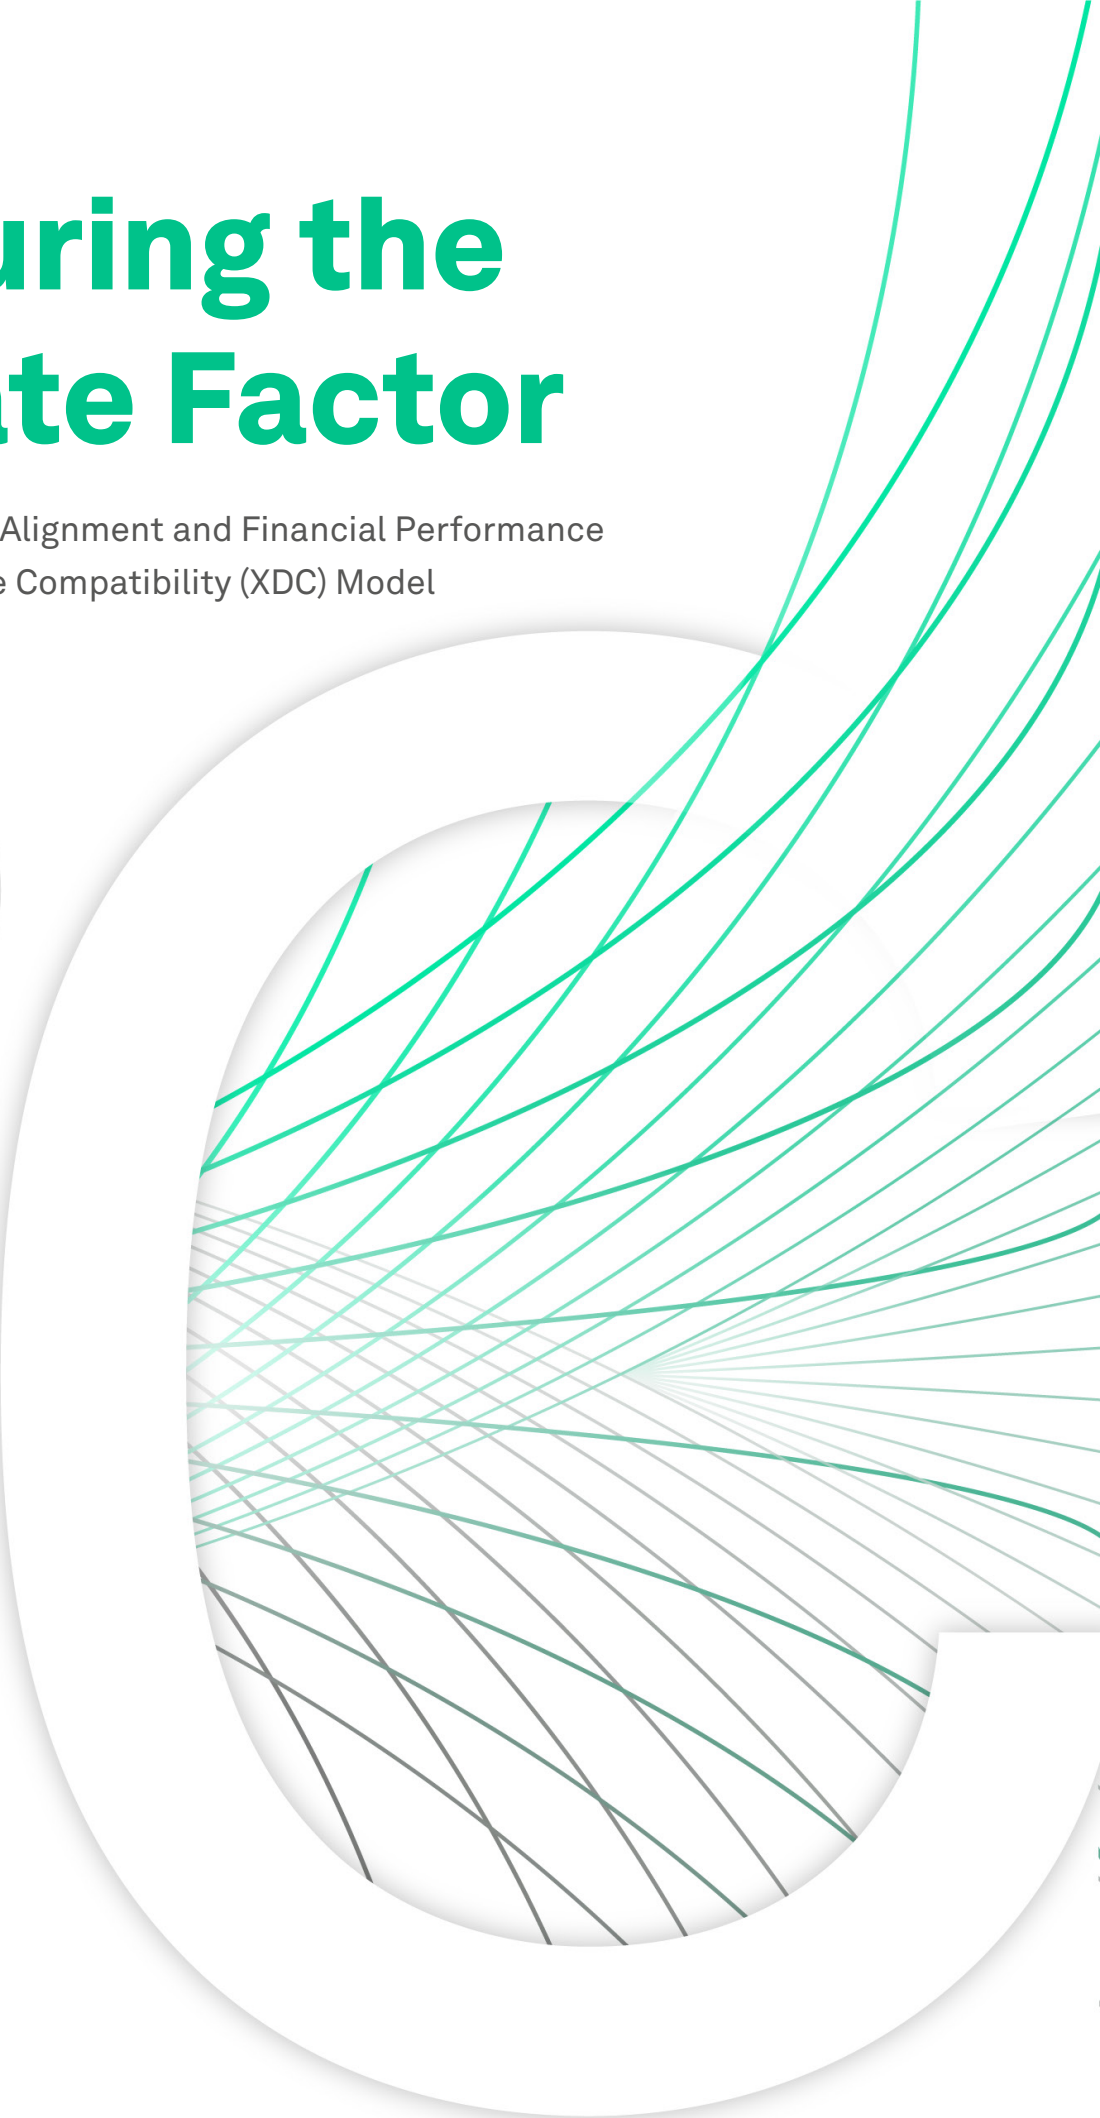 uring the
ate Factor
Alignment and Financial Performance
e Compatibility (XDC) Model
C